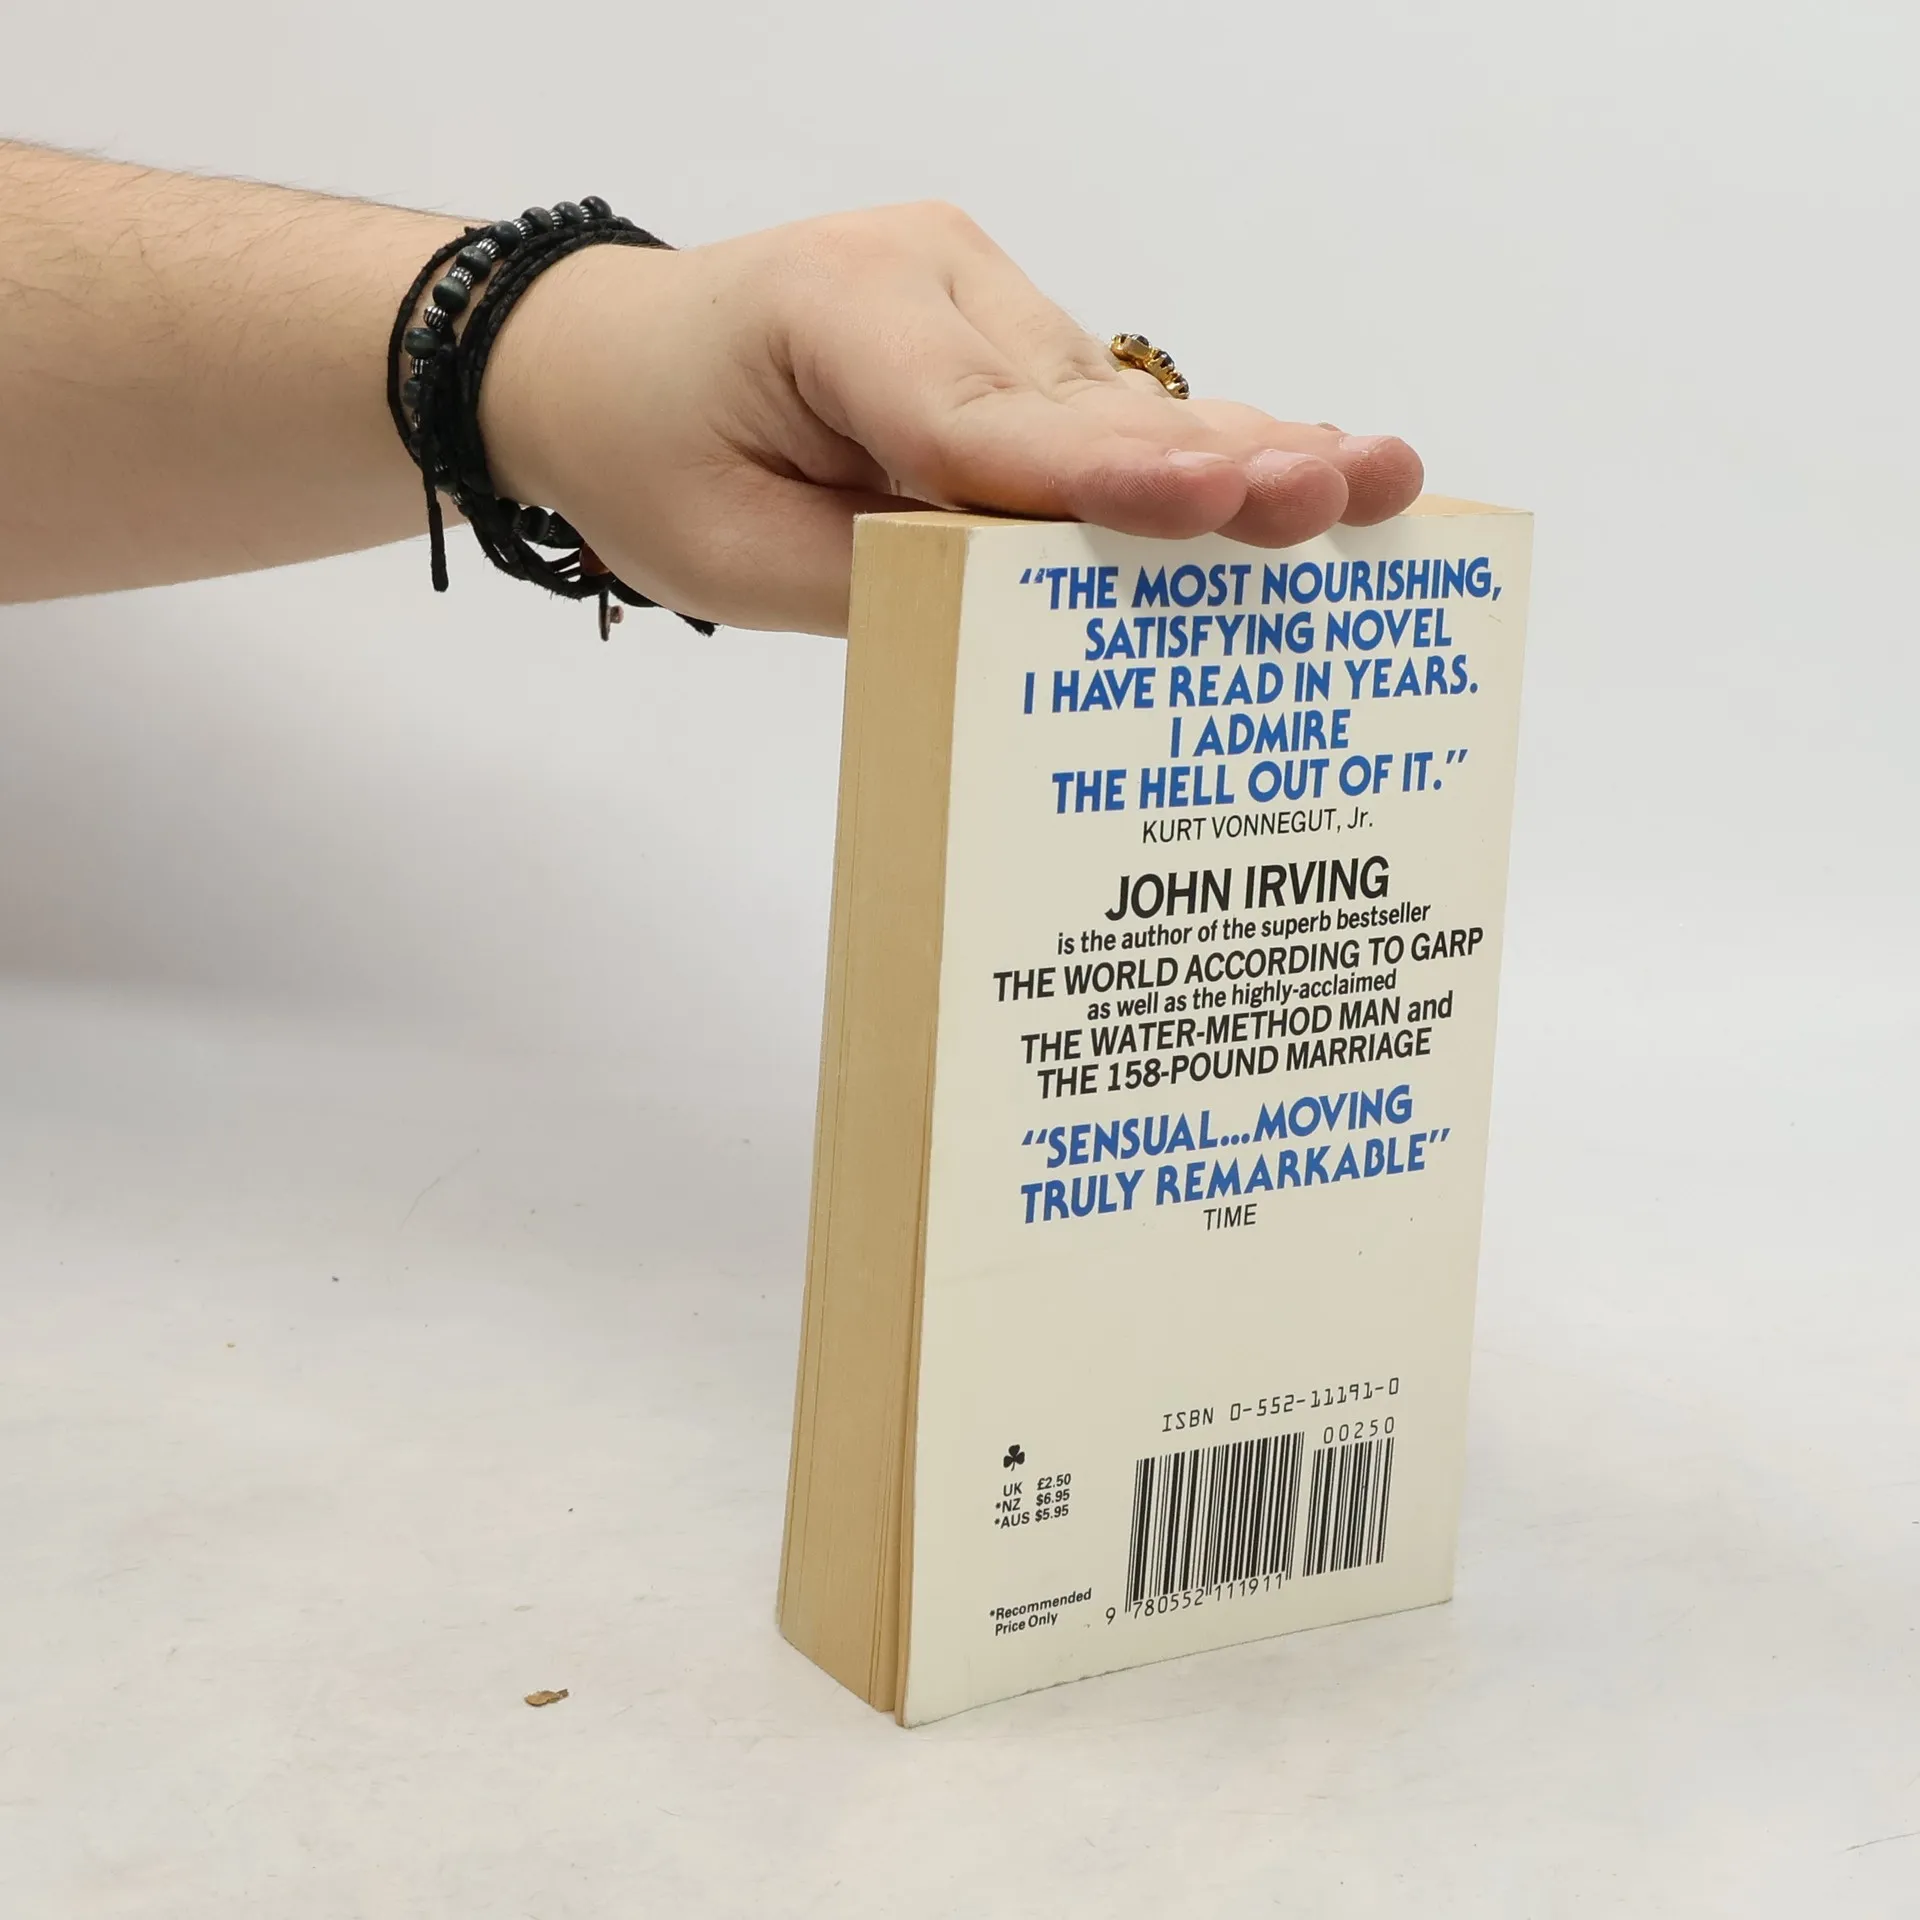 “THE MOST NOURISHING,
SATISFYING NOVEL
I HAVE READ IN YEARS.
I ADMIRE
THE HELL OUT OF IT.”
KURT VONNEGUT, Jr.
JOHN IRVING
is the author of the superb bestseller
THE WORLD ACCORDING TO GARP
as well as the highly-acclaimed
THE WATER-METHOD MAN and
THE 158-POUND MARRIAGE
“SENSUAL...MOVING
TRULY REMARKABLE”
TIME
ISBN 0-552-11191-0
00250
UK £2.50
*NZ $6.95
*AUS $5.95
*Recommended
Price Only
9 780552 111911